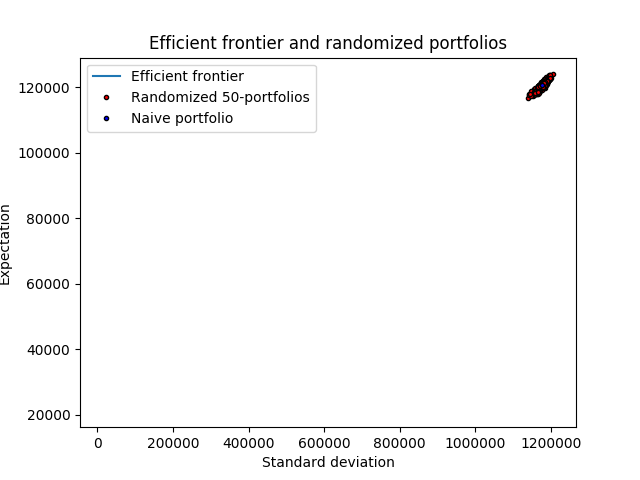 Efficient frontier and randomized portfolios
Efficient frontier
Randomized 50-portfolios
Naive portfolio
120000
100000
80000
60000
40000
20000
Expectation
0 200000 400000 600000 800000 1000000 1200000
Standard deviation